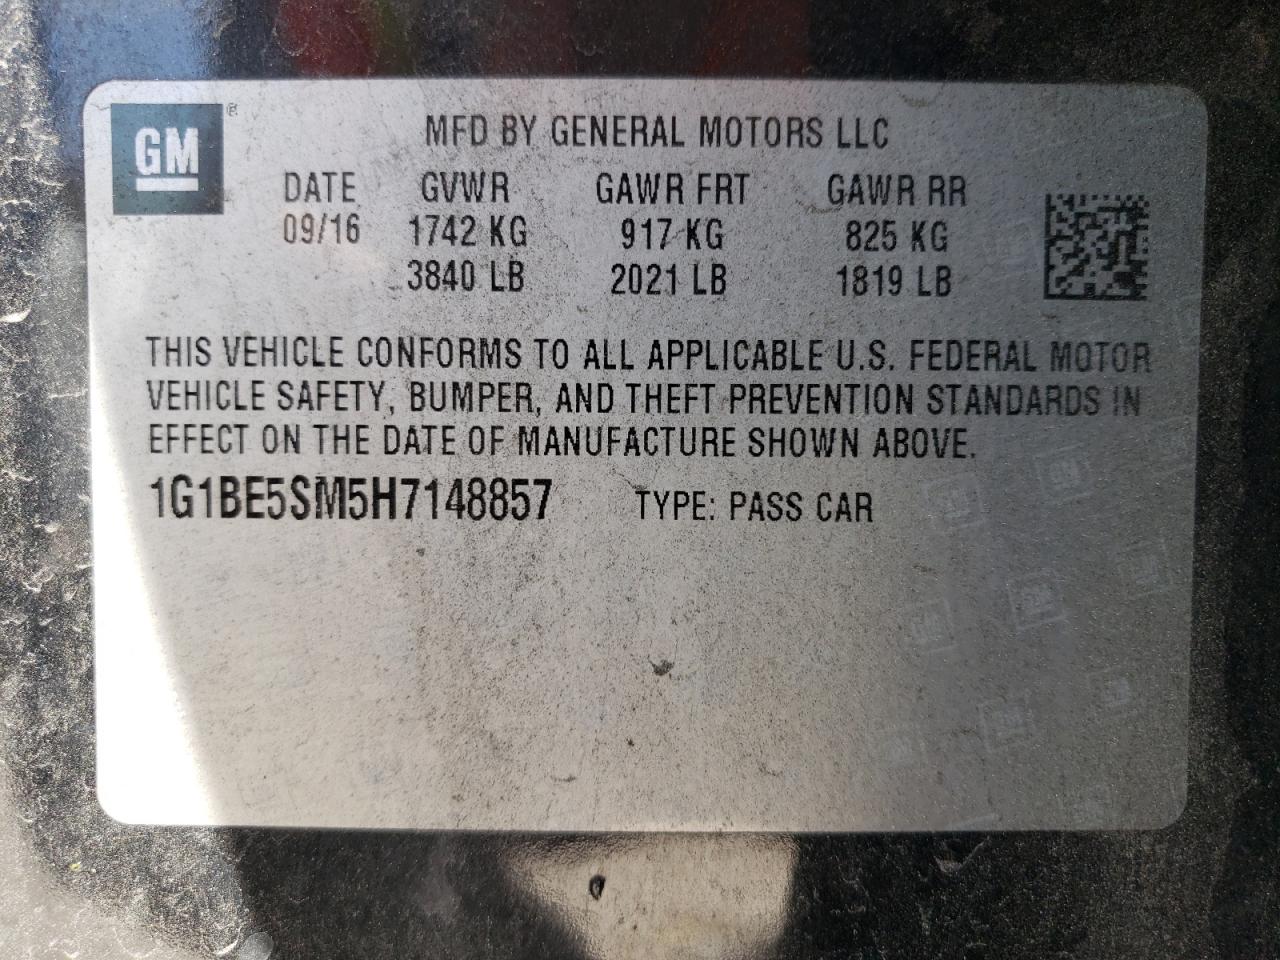 GM ®
MFD BY GENERAL MOTORS LLC
DATE GVWR GAWR FRT GAWR RR
09/16 1742 KG 917 KG 825 KG
3840 LB 2021 LB 1819 LB
THIS VEHICLE CONFORMS TO ALL APPLICABLE U.S. FEDERAL MOTOR
VEHICLE SAFETY, BUMPER, AND THEFT PREVENTION STANDARDS IN
EFFECT ON THE DATE OF MANUFACTURE SHOWN ABOVE.
1G1BE5SM5H7148857 TYPE: PASS CAR